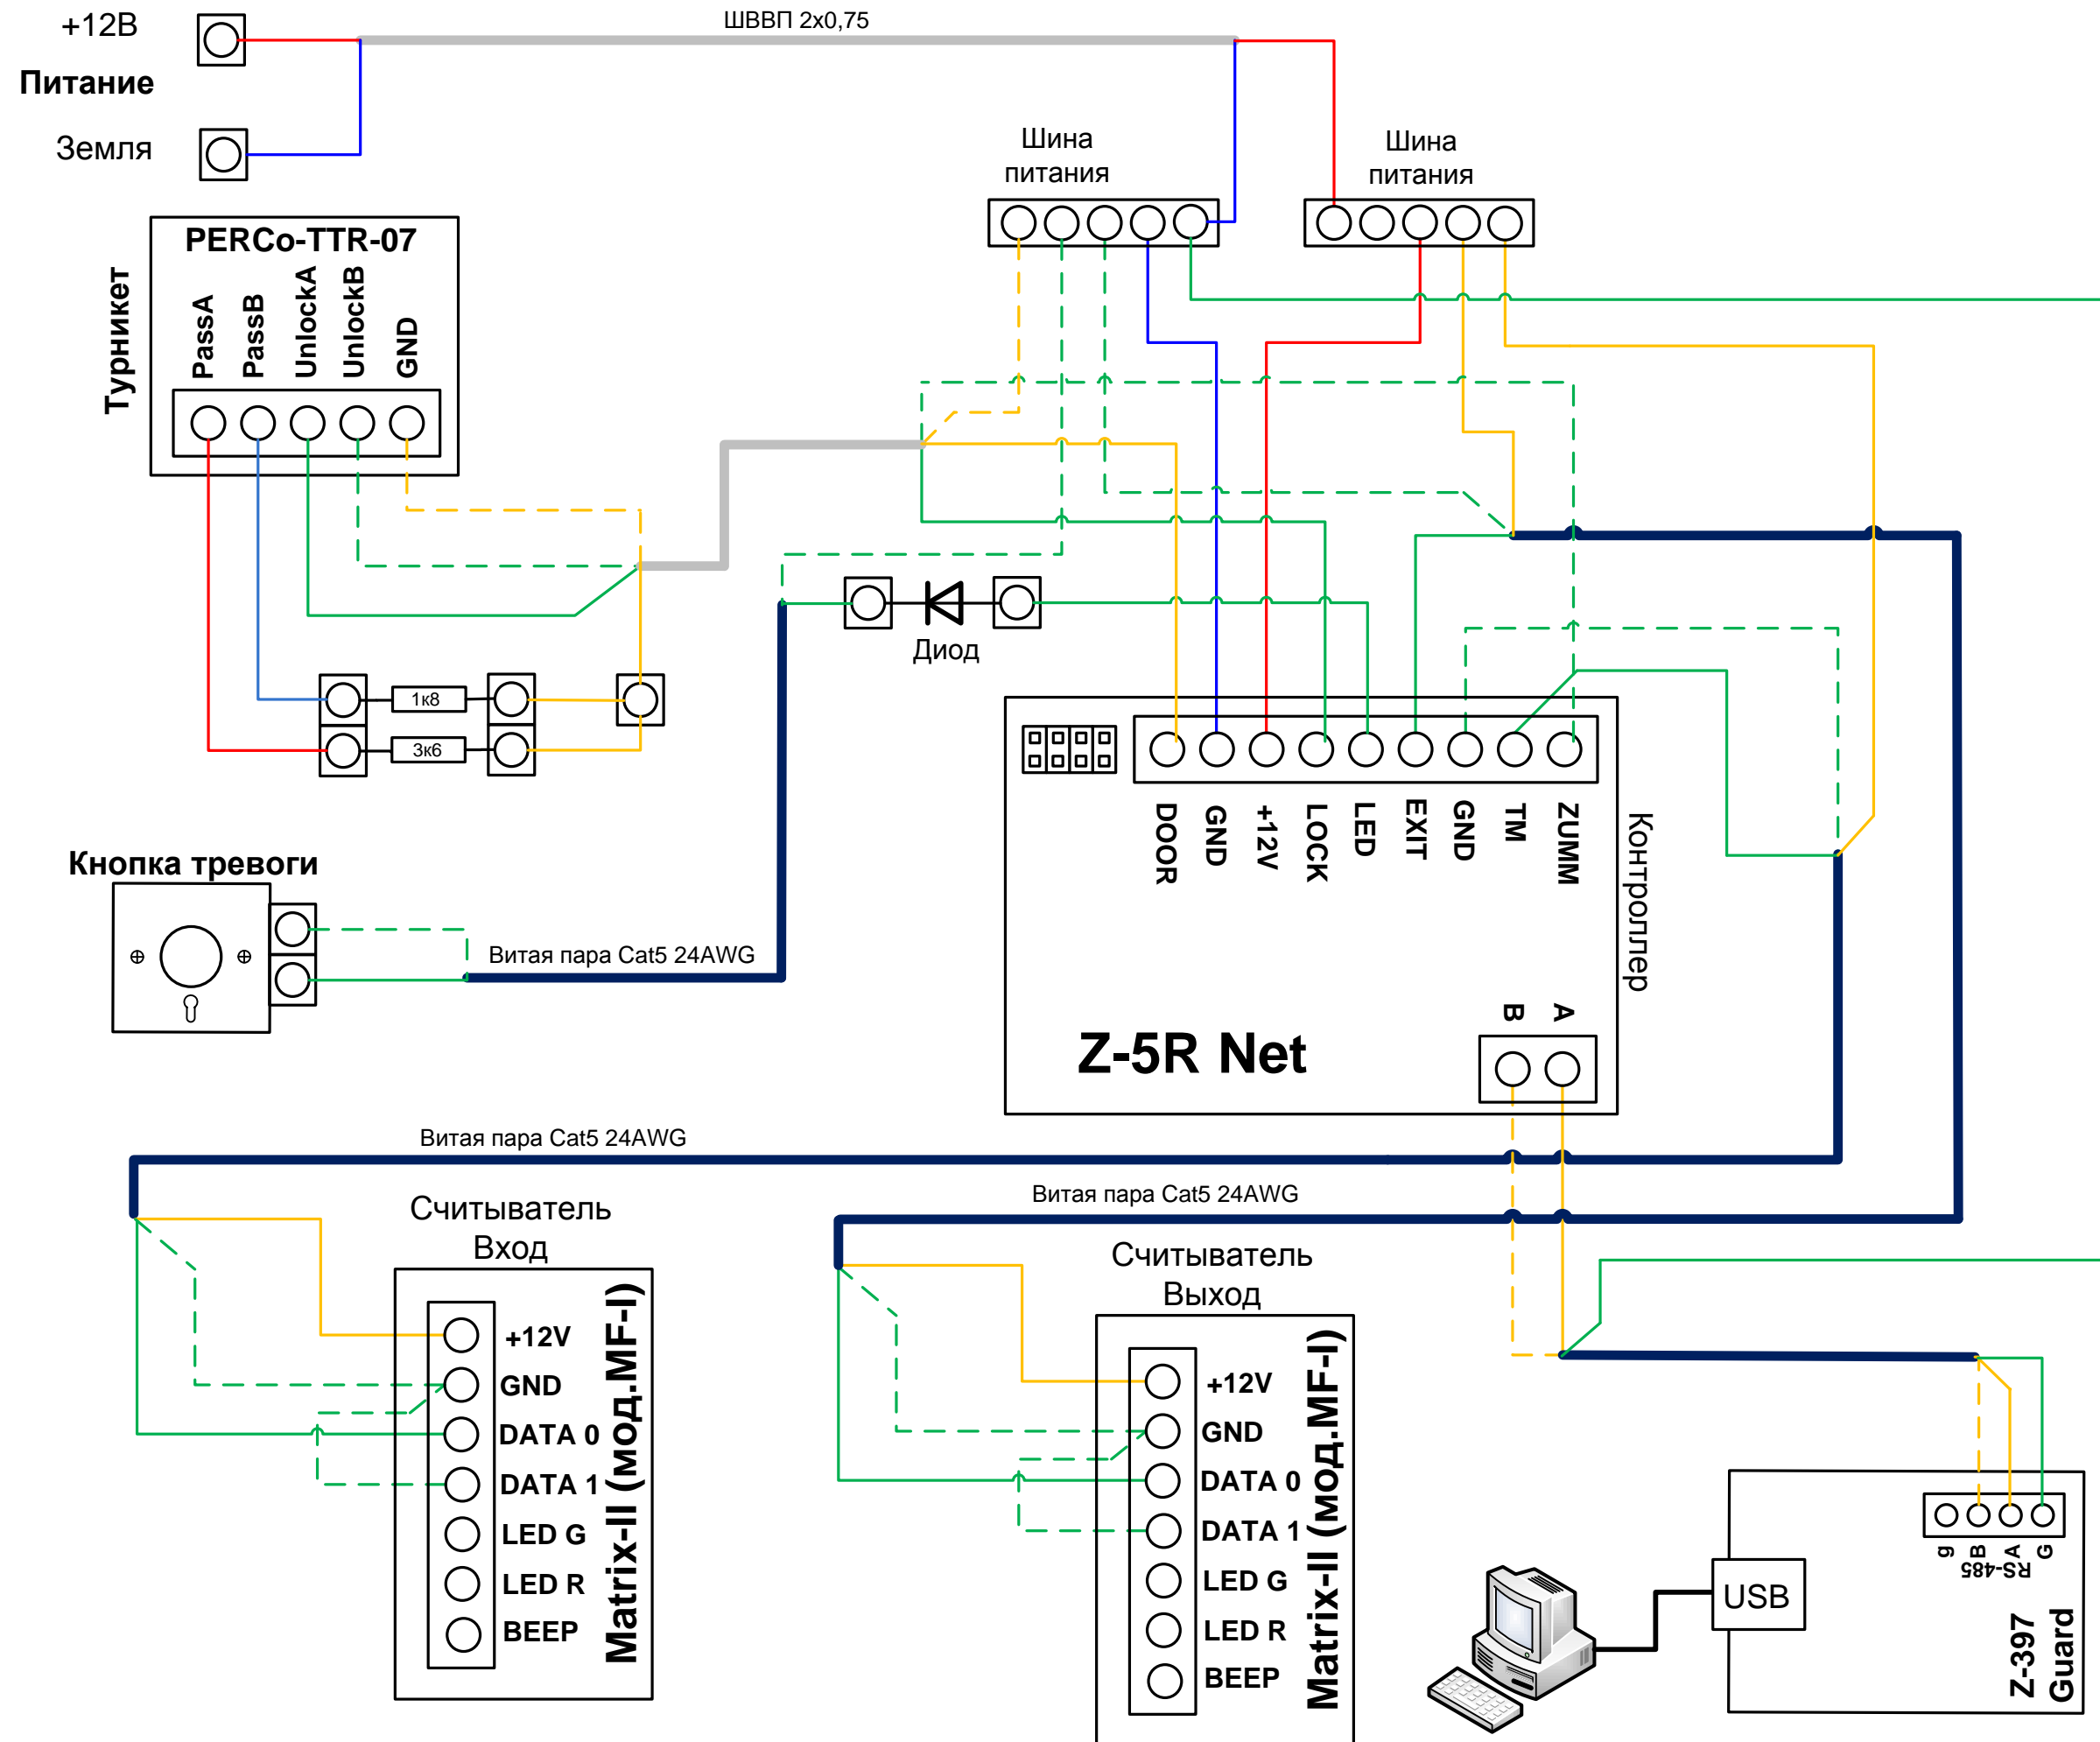 +12В
Питание
Земля
ШВВП 2х0,75
Шина
питания
Шина
питания
PERCo-TTR-07
Турникет
PassA
PassB
UnlockA
UnlockB
GND
1к8
3к6
Диод
Кнопка тревоги
Витая пара Cat5 24AWG
DOOR
GND
+12V
LOCK
LED
EXIT
GND
TM
ZUMM
Контроллер
B
A
Z-5R Net
Витая пара Cat5 24AWG
Витая пара Cat5 24AWG
Считыватель
Вход
+12V
GND
DATA 0
DATA 1
LED G
LED R
BEEP
Matrix-II (мод.MF-I)
Считыватель
Выход
+12V
GND
DATA 0
DATA 1
LED G
LED R
BEEP
Matrix-II (мод.MF-I)
g
B
A
G
RS-485
USB
Z-397
Guard